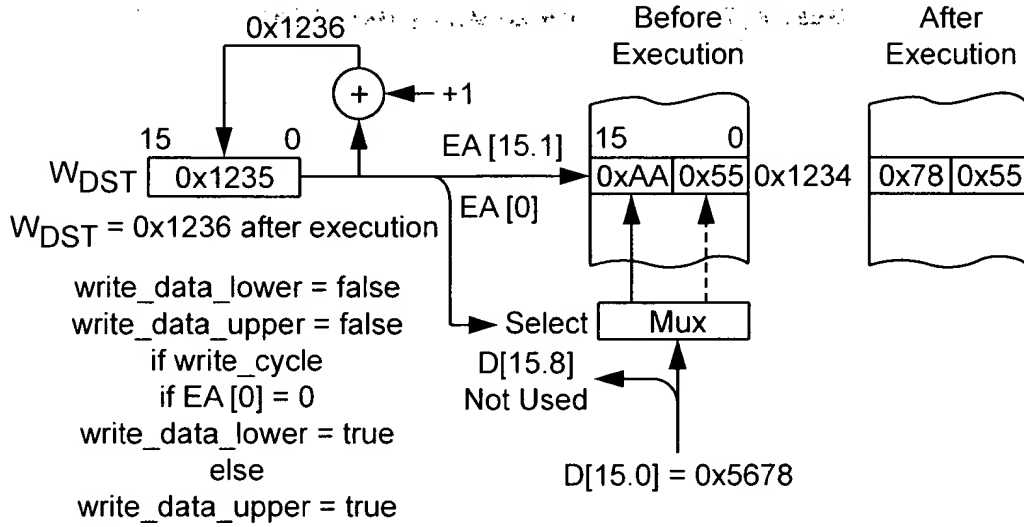 Before
Execution
After
Execution
0x1236
+
+1
15 0
W_DST 0x1235
EA [15.1]
EA [0]
15 0
0xAA 0x55 0x1234
0x78 0x55
W_DST = 0x1236 after execution
write_data_lower = false
write_data_upper = false
if write_cycle
if EA [0] = 0
write_data_lower = true
else
write_data_upper = true
Select Mux
D[15.8]
Not Used
D[15.0] = 0x5678